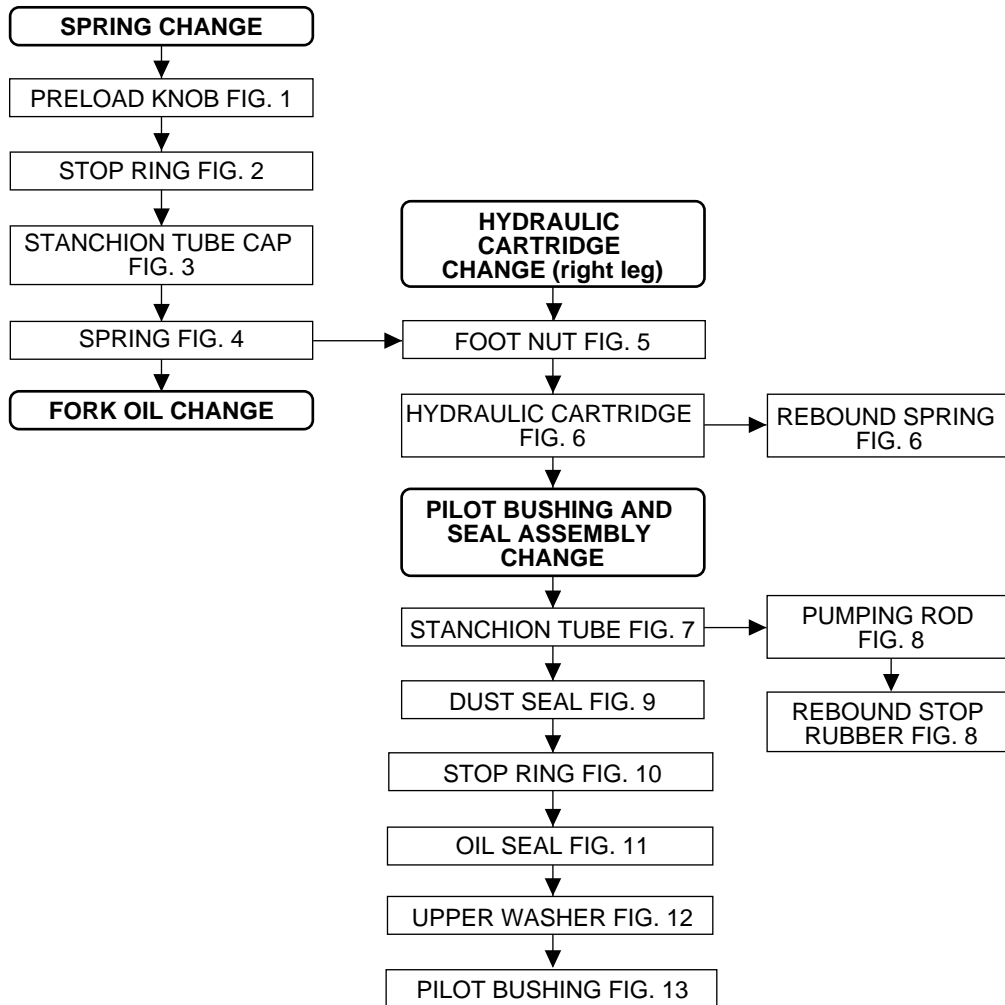 SPRING CHANGE
PRELOAD KNOB FIG. 1
STOP RING FIG. 2
STANCHION TUBE CAP
FIG. 3
SPRING FIG. 4
FORK OIL CHANGE
HYDRAULIC
CARTRIDGE
CHANGE (right leg)
FOOT NUT FIG. 5
HYDRAULIC CARTRIDGE
FIG. 6
REBOUND SPRING
FIG. 6
PILOT BUSHING AND
SEAL ASSEMBLY
CHANGE
STANCHION TUBE FIG. 7
PUMPING ROD
FIG. 8
REBOUND STOP
RUBBER FIG. 8
DUST SEAL FIG. 9
STOP RING FIG. 10
OIL SEAL FIG. 11
UPPER WASHER FIG. 12
PILOT BUSHING FIG. 13